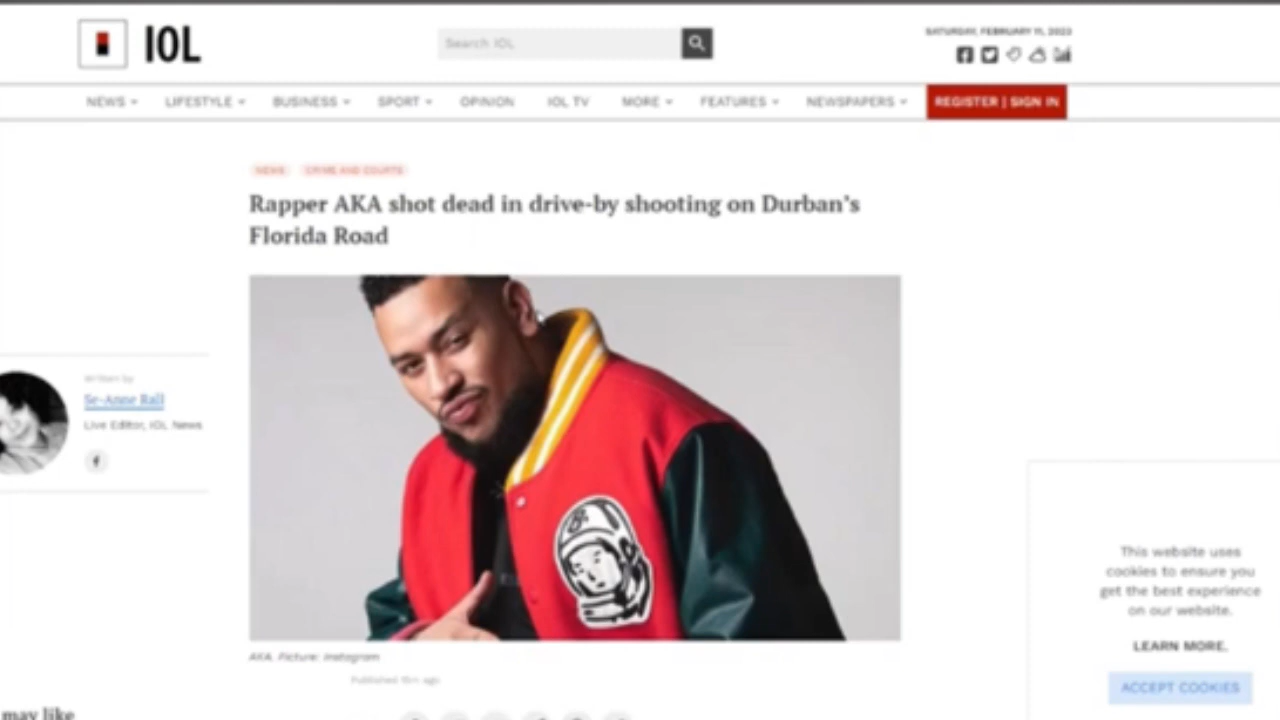 IOL
Search IOL
SATURDAY, FEBRUARY 11, 2023
NEWS LIFESTYLE BUSINESS SPORT OPINION IOL TV MORE FEATURES NEWSPAPERS REGISTER | SIGN IN
NEWS CRIME AND COURTS
Rapper AKA shot dead in drive-by shooting on Durban's
Florida Road
Written by
Se-Anne Rall
Live Editor, IOL News
AKA. Picture: Instagram
Published ago
may like
This website uses
cookies to ensure you
get the best experience
on our website.
LEARN MORE.
ACCEPT COOKIES